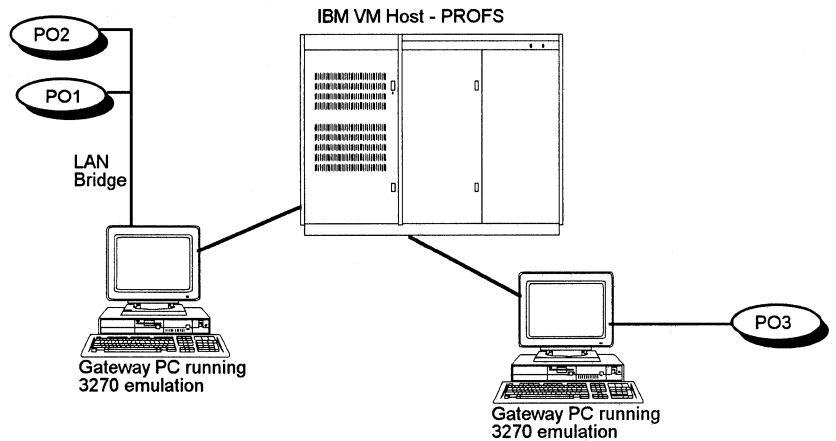 IBM VM Host - PROFS
PO2
PO1
LAN
Bridge
Gateway PC running
3270 emulation
PO3
Gateway PC running
3270 emulation